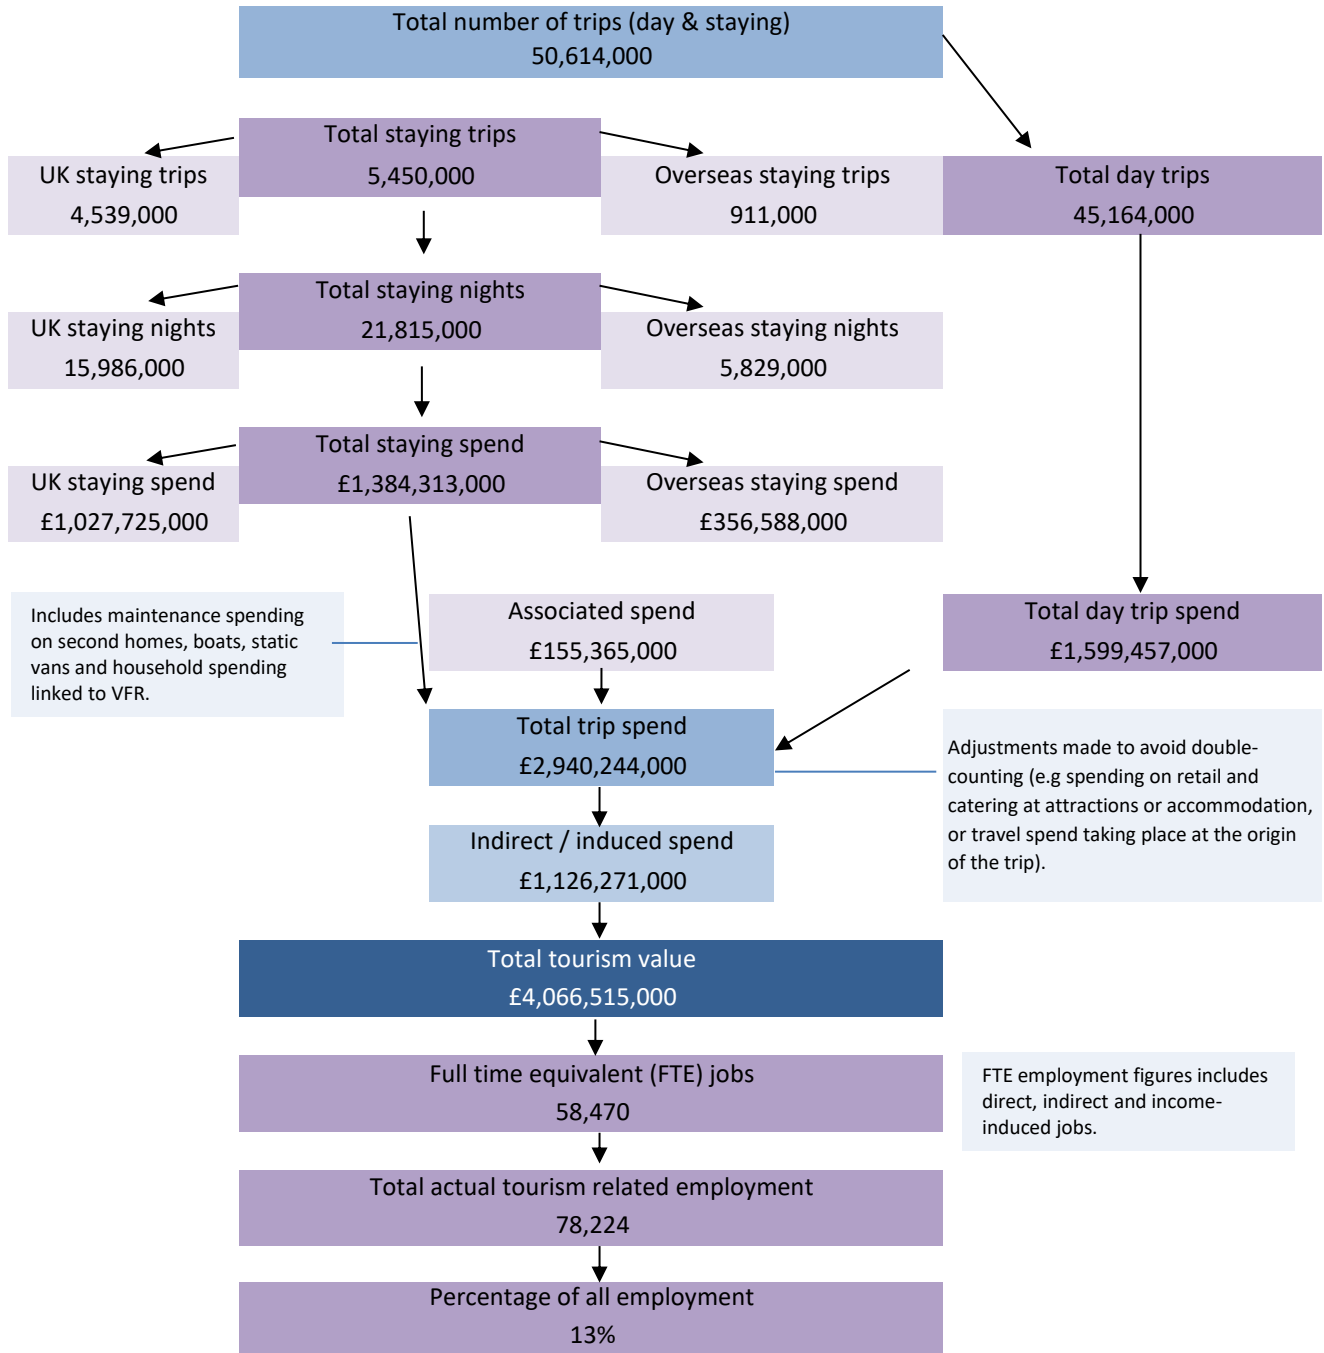 Total number of trips (day & staying)
50,614,000
Total staying trips
5,450,000
UK staying trips
4,539,000
Overseas staying trips
911,000
Total day trips
45,164,000
Total staying nights
21,815,000
UK staying nights
15,986,000
Overseas staying nights
5,829,000
Total staying spend
£1,384,313,000
UK staying spend
£1,027,725,000
Overseas staying spend
£356,588,000
Includes maintenance spending
on second homes, boats, static
vans and household spending
linked to VFR.
Associated spend
£155,365,000
Total day trip spend
£1,599,457,000
Total trip spend
£2,940,244,000
Adjustments made to avoid double-
counting (e.g spending on retail and
catering at attractions or accommodation,
or travel spend taking place at the origin
of the trip).
Indirect / induced spend
£1,126,271,000
Total tourism value
£4,066,515,000
Full time equivalent (FTE) jobs
58,470
FTE employment figures includes
direct, indirect and income-
induced jobs.
Total actual tourism related employment
78,224
Percentage of all employment
13%